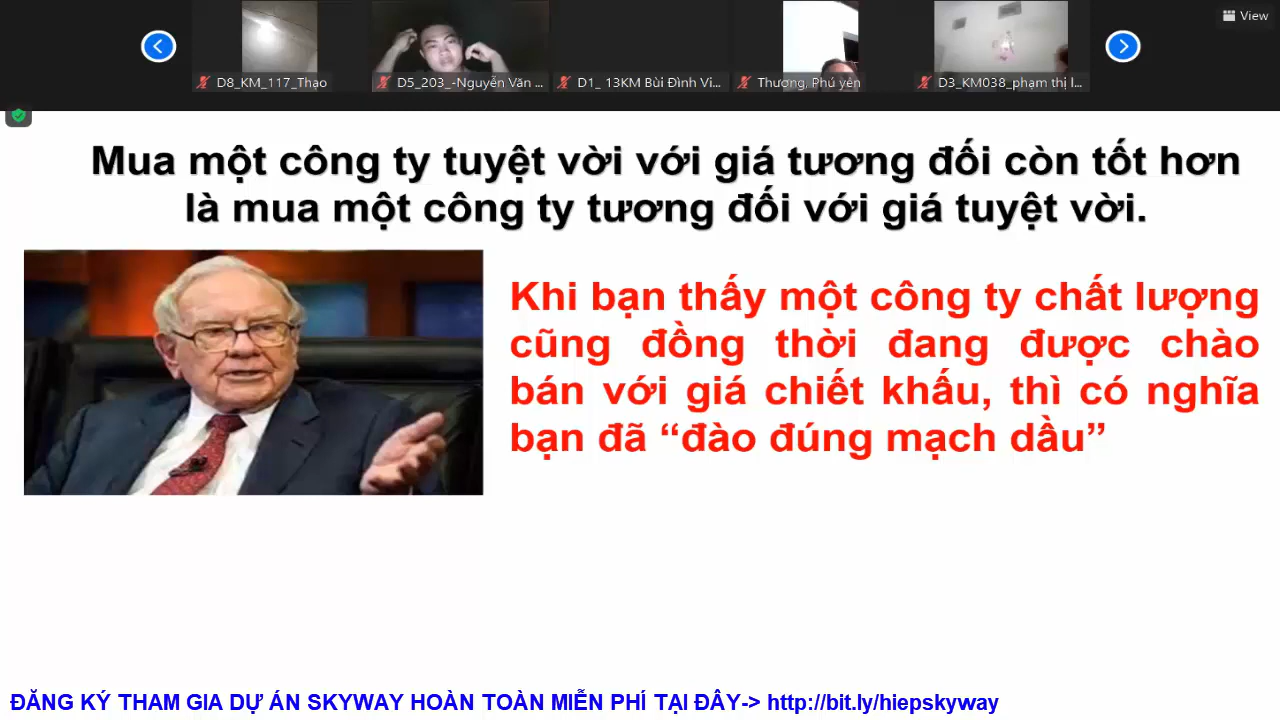 View
D8_KM_117_Thạo
D5_203_-Nguyễn Văn ...
D1_ 13KM Bùi Đình Vi...
Thượng, Phú yên
D3_KM038_phạm thị l...
Mua một công ty tuyệt vời với giá tương đối còn tốt hơn
là mua một công ty tương đối với giá tuyệt vời.
Khi bạn thấy một công ty chất lượng
cũng đồng thời đang được chào
bán với giá chiết khấu, thì có nghĩa
bạn đã “đào đúng mạch dầu”
ĐĂNG KÝ THAM GIA DỰ ÁN SKYWAY HOÀN TOÀN MIỄN PHÍ TẠI ĐÂY-> http://bit.ly/hiepskyway